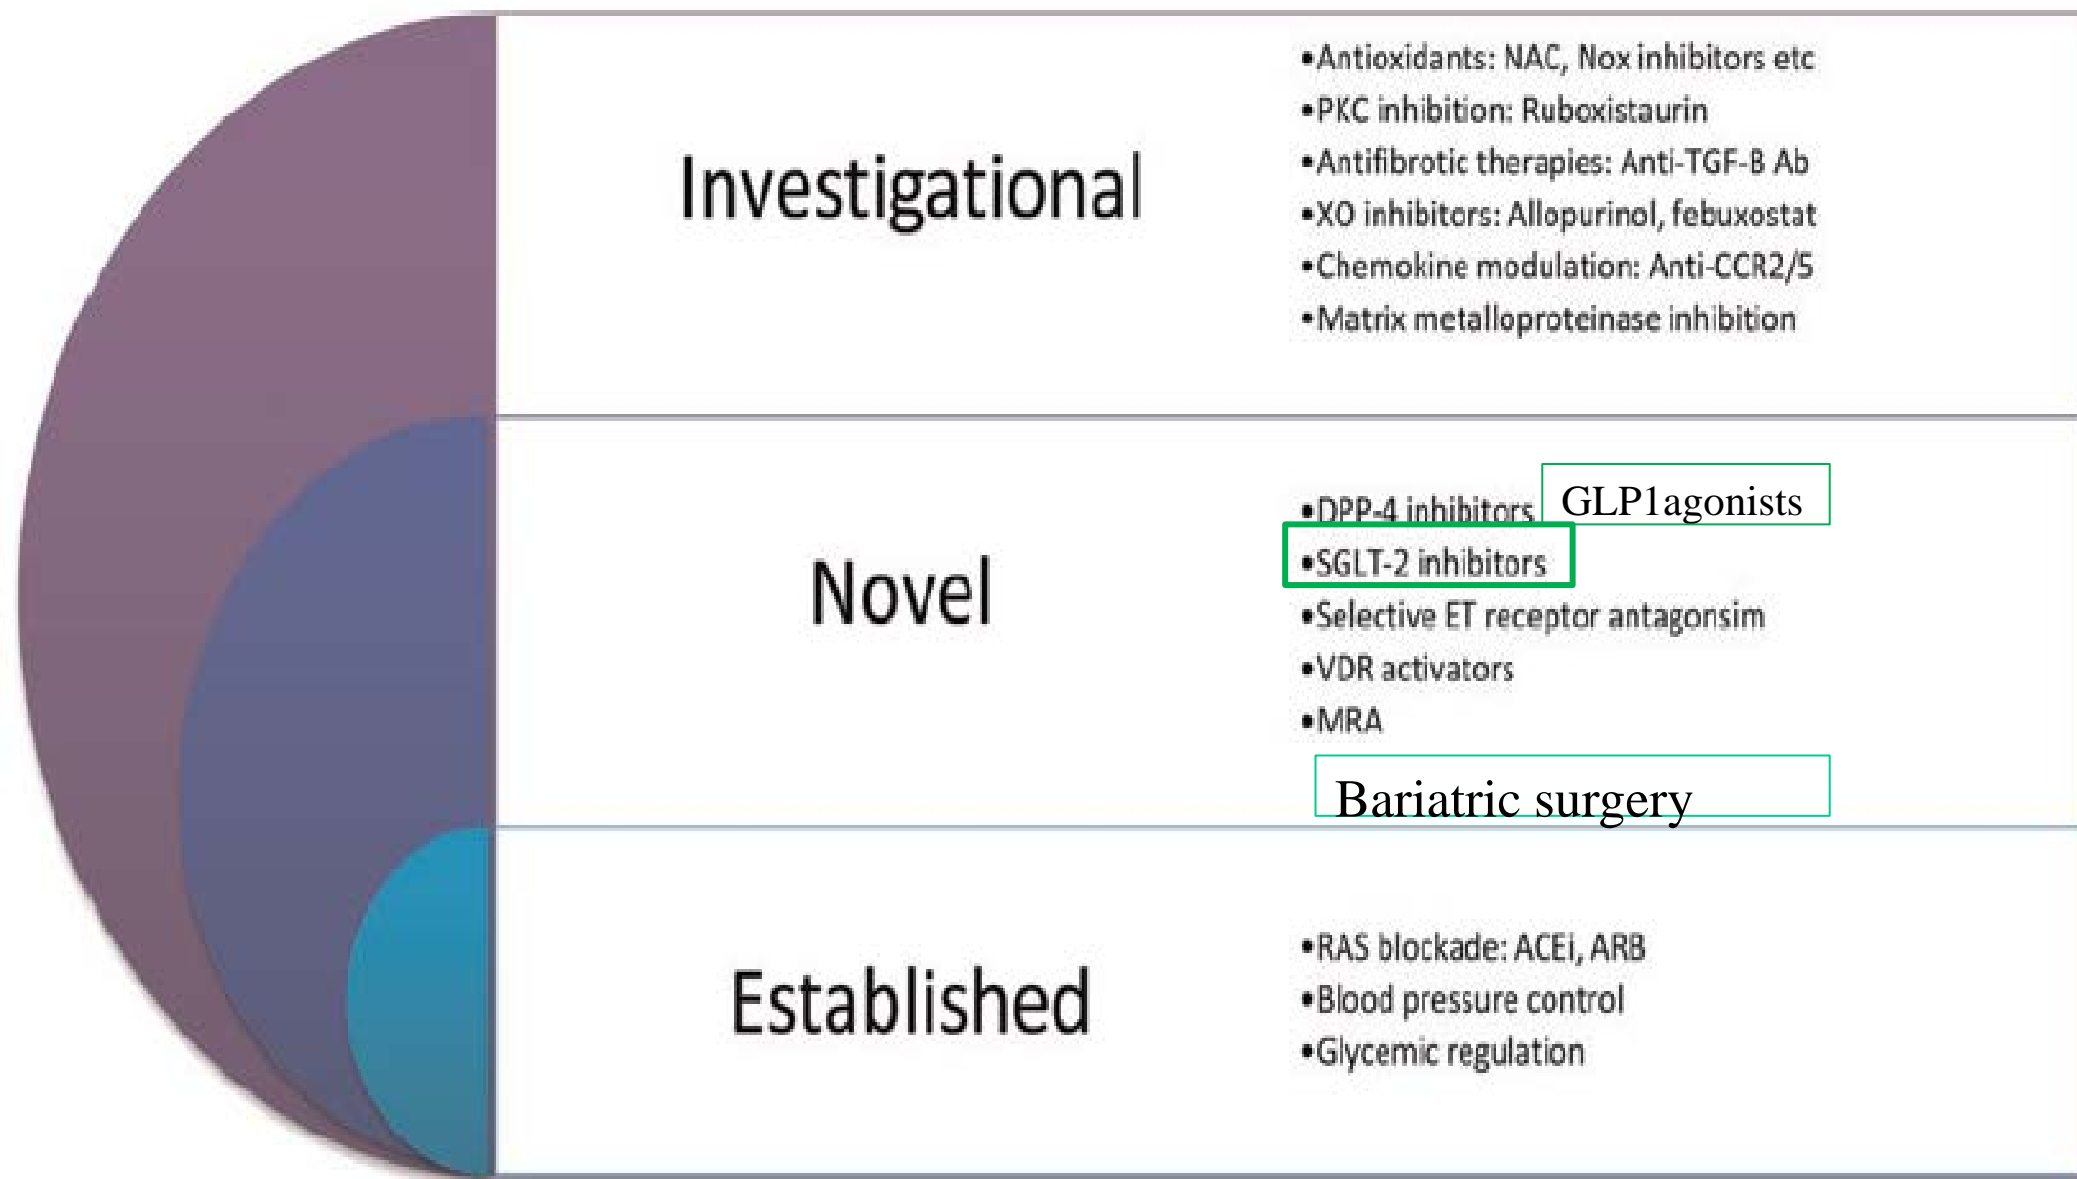 Investigational
•Antioxidants: NAC, Nox inhibitors etc
•PKC inhibition: Ruboxistaurin
•Antifibrotic therapies: Anti-TGF-B Ab
•XO inhibitors: Allopurinol, febuxostat
•Chemokine modulation: Anti-CCR2/5
•Matrix metalloproteinase inhibition
Novel
•DPP-4 inhibitors GLP1agonists
•SGLT-2 inhibitors
•Selective ET receptor antagonsim
•VDR activators
•MRA
Bariatric surgery
Established
•RAS blockade: ACEi, ARB
•Blood pressure control
•Glycemic regulation